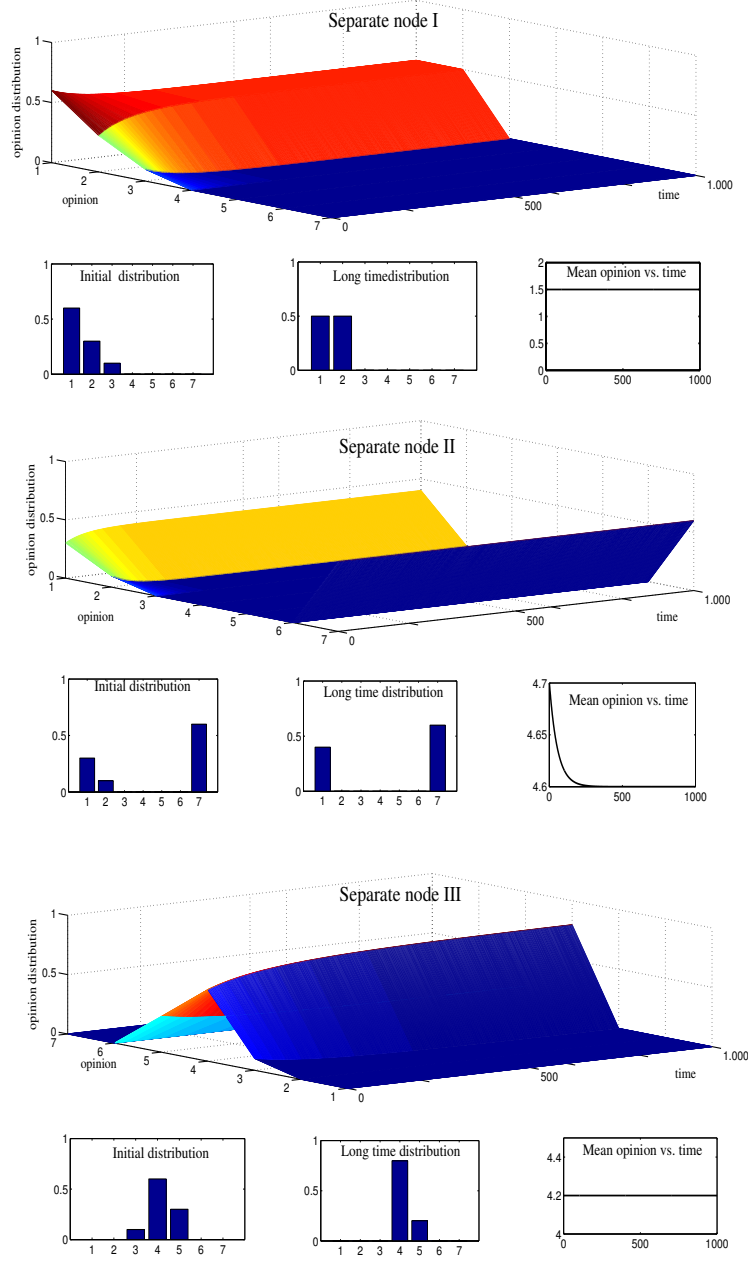 Separate node I
opinion distribution
1
0.5
0
1
2
3
4
5
6
7
opinion
0
500
1.000
time
Initial distribution
1
0.5
0
1 2 3 4 5 6 7
Long timedistribution
1
0.5
0
1 2 3 4 5 6 7
Mean opinion vs. time
2
1.5
1
0.5
0
0 500 1000
Separate node II
opinion distribution
1
0.5
0
1
2
3
4
5
6
7
opinion
0
500
1.000
time
Initial distribution
1
0.5
0
1 2 3 4 5 6 7
Long time distribution
1
0.5
0
1 2 3 4 5 6 7
Mean opinion vs. time
4.7
4.65
4.6
0 500 1000
Separate node III
opinion distribution
1
0.5
0
7
6
5
4
3
2
1
opinion
0
500
1.000
time
Initial distribution
1
0.5
0
1 2 3 4 5 6 7
Long time distribution
1
0.5
0
1 2 3 4 5 6 7
Mean opinion vs. time
4.4
4.2
4
0 500 1000